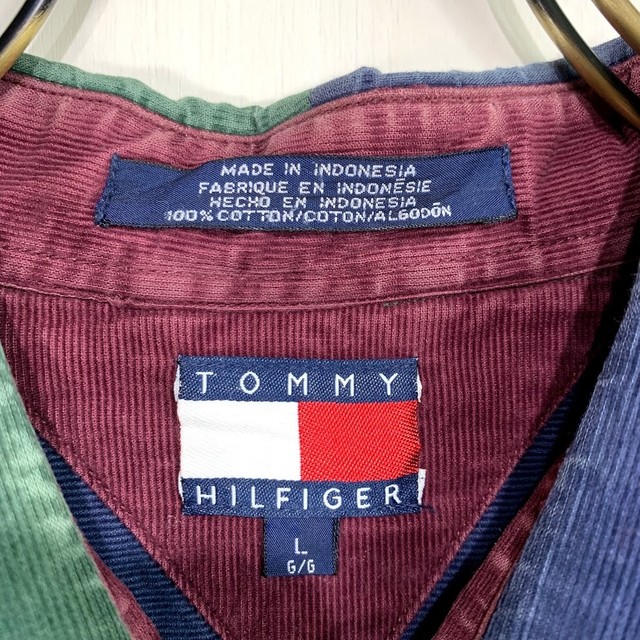 MADE IN INDONESIA
FABRIQUE EN INDONÉSIE
HECHO EN INDONESIA
100% COTTON/COTON/ALGODÓN
TOMMY
HILFIGER
L
G/G